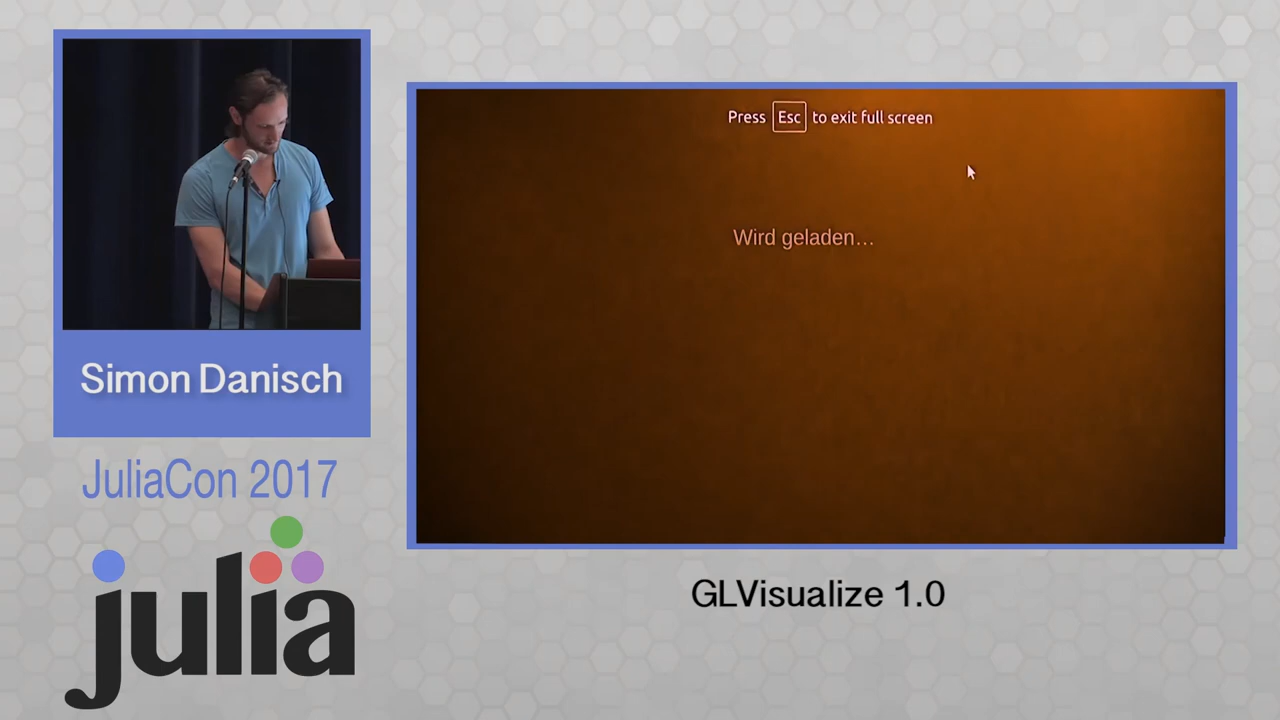 Press Esc to exit full screen
Wird geladen…
Simon Danisch
JuliaCon 2017
julia
GLVisualize 1.0